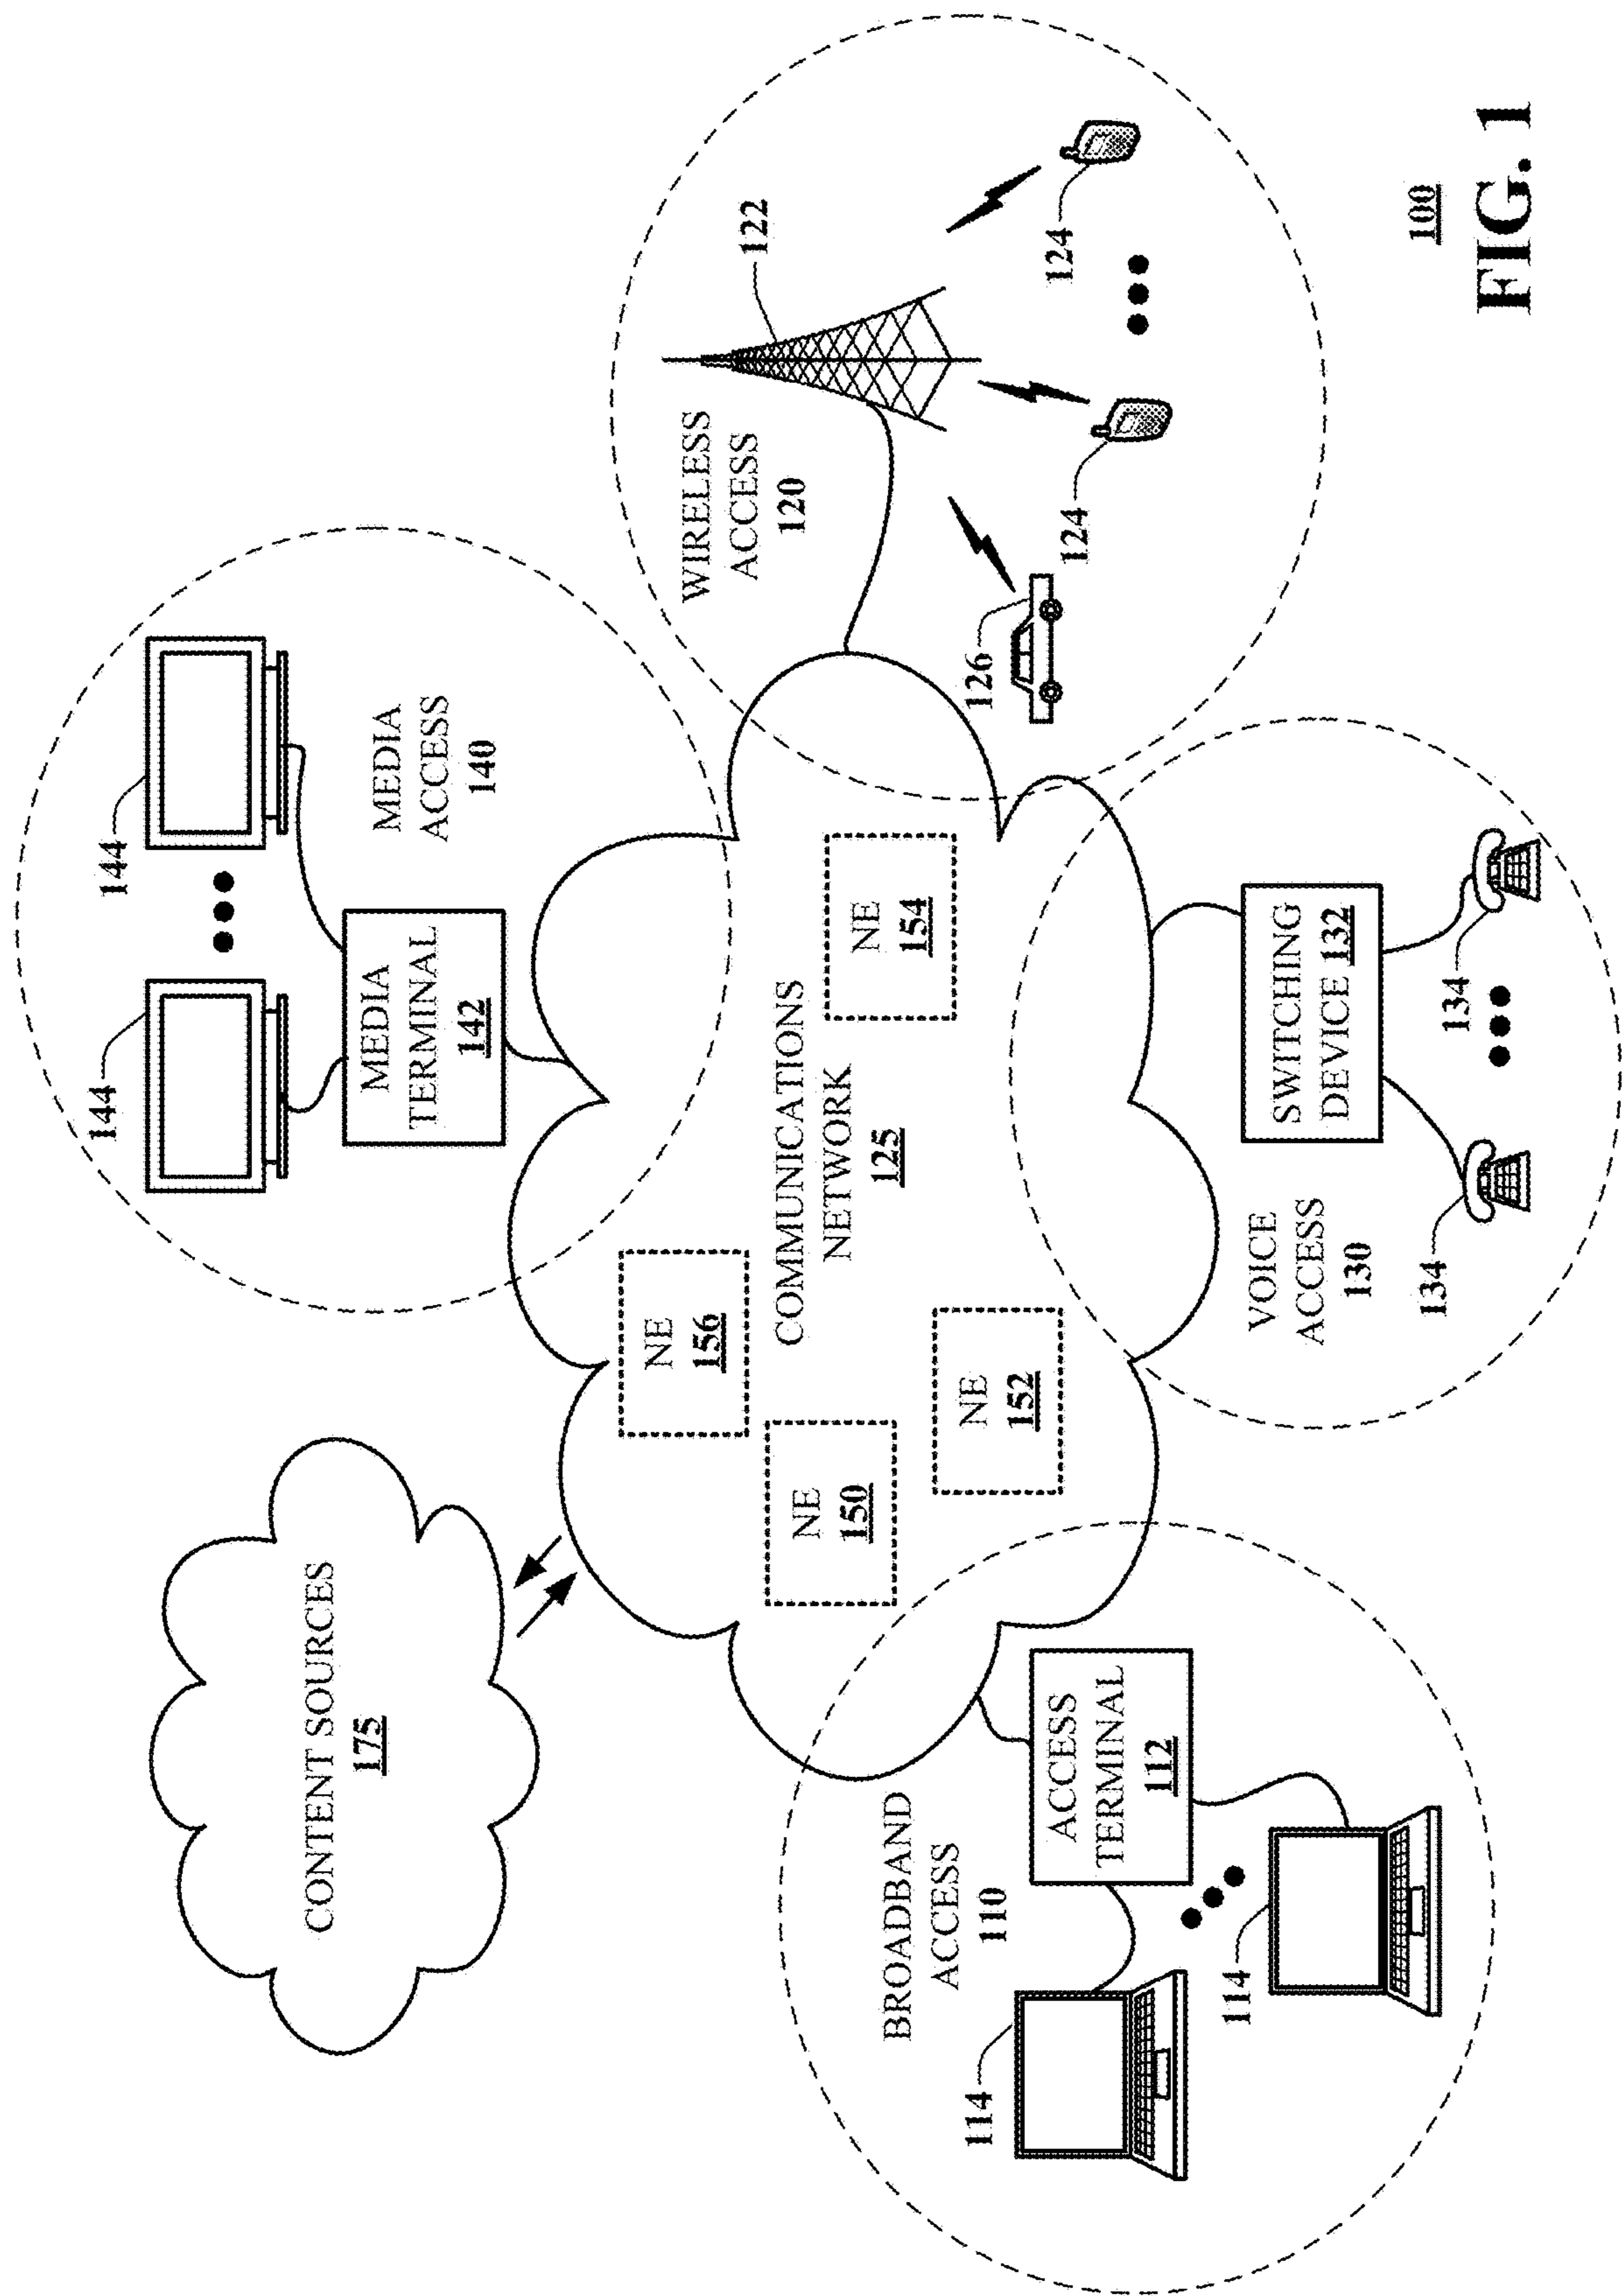 CONTENT SOURCES
175
144
144
MEDIA
TERMINAL
142
MEDIA
ACCESS
140
WIRELESS
ACCESS
120
122
124
124
126
NE
156
NE
150
NE
152
NE
154
COMMUNICATIONS
NETWORK
125
BROADBAND
ACCESS
110
ACCESS
TERMINAL
112
114
114
VOICE
ACCESS
130
SWITCHING
DEVICE 132
134
134
100
FIG. 1